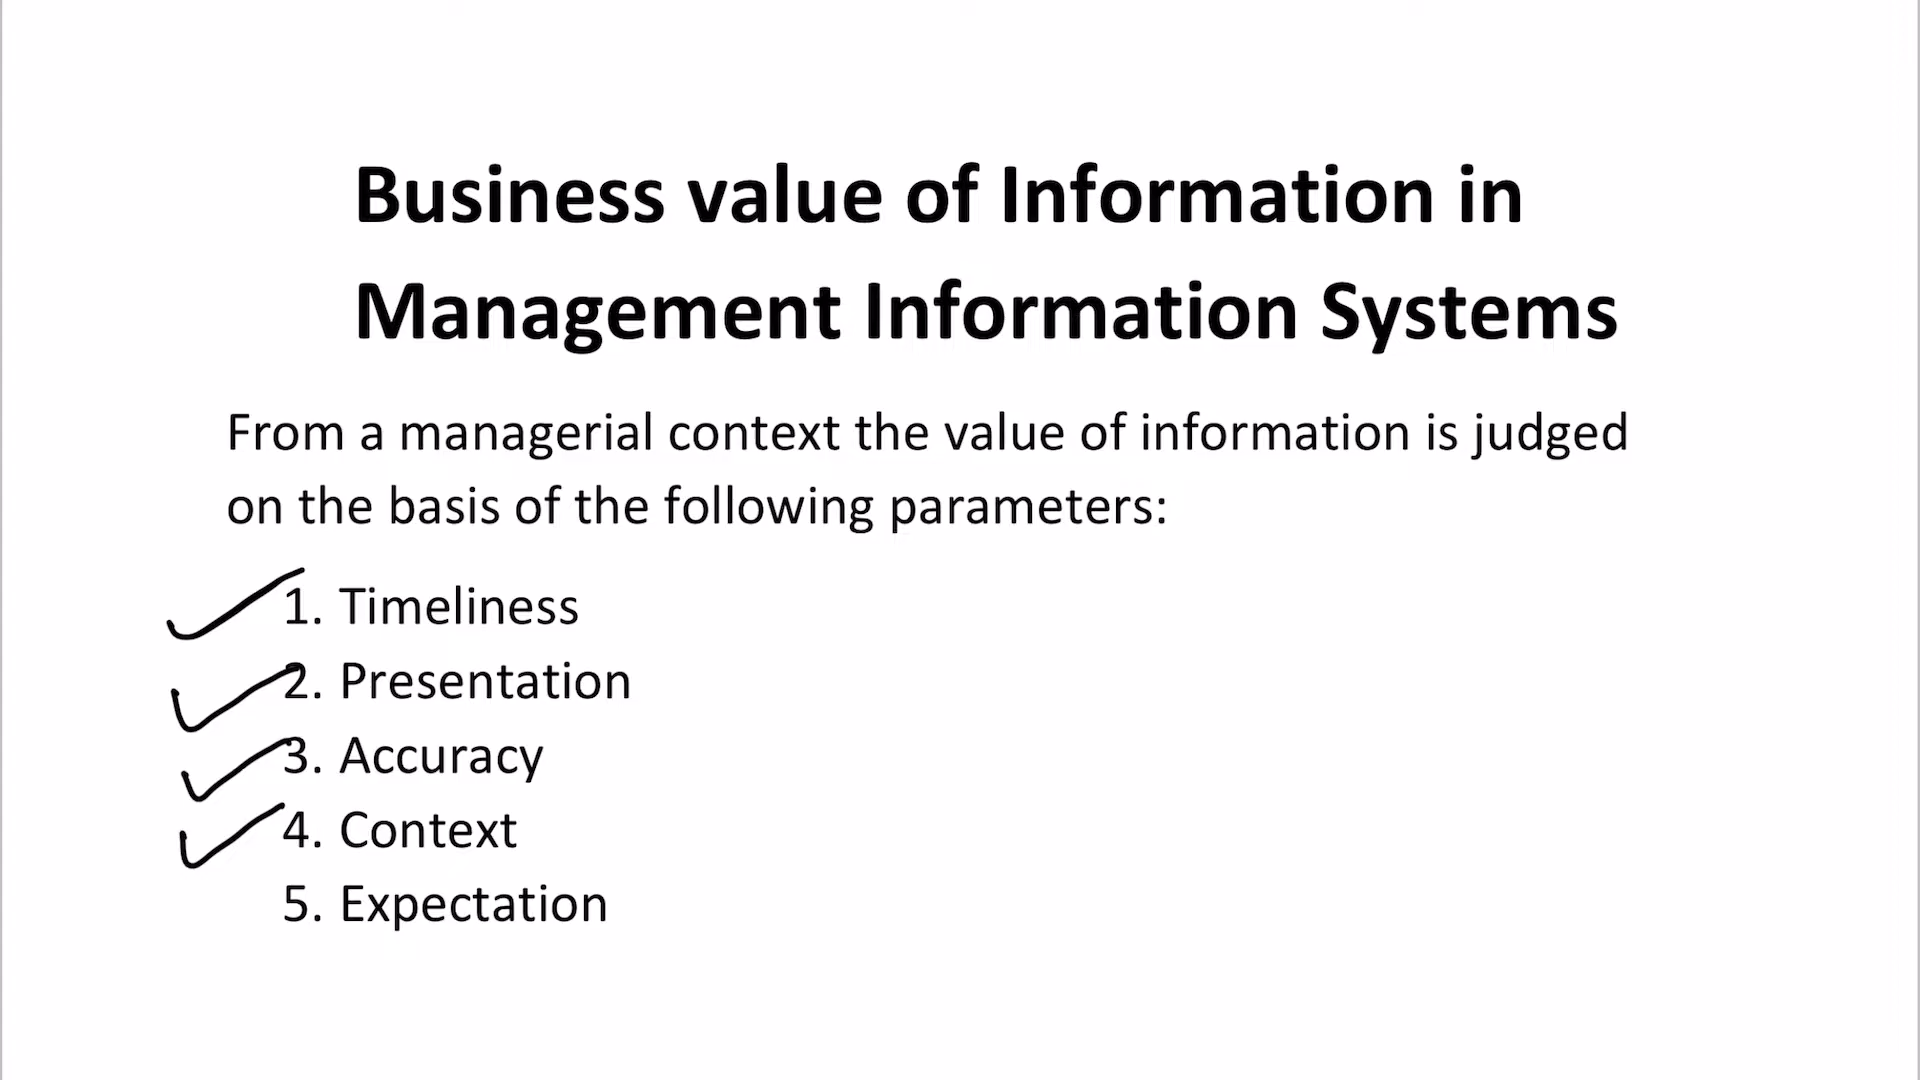 Business value of Information in
Management Information Systems
From a managerial context the value of information is judged
on the basis of the following parameters:
1. Timeliness
2. Presentation
3. Accuracy
4. Context
5. Expectation